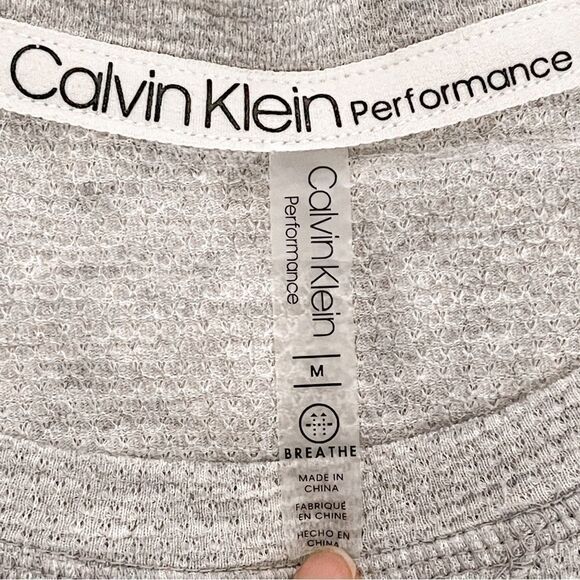 Calvin Klein Performance
Calvin Klein
Performance
M
BREATHE
MADE IN
CHINA
FABRIQUÉ
EN CHINE
HECHO EN
CHINA